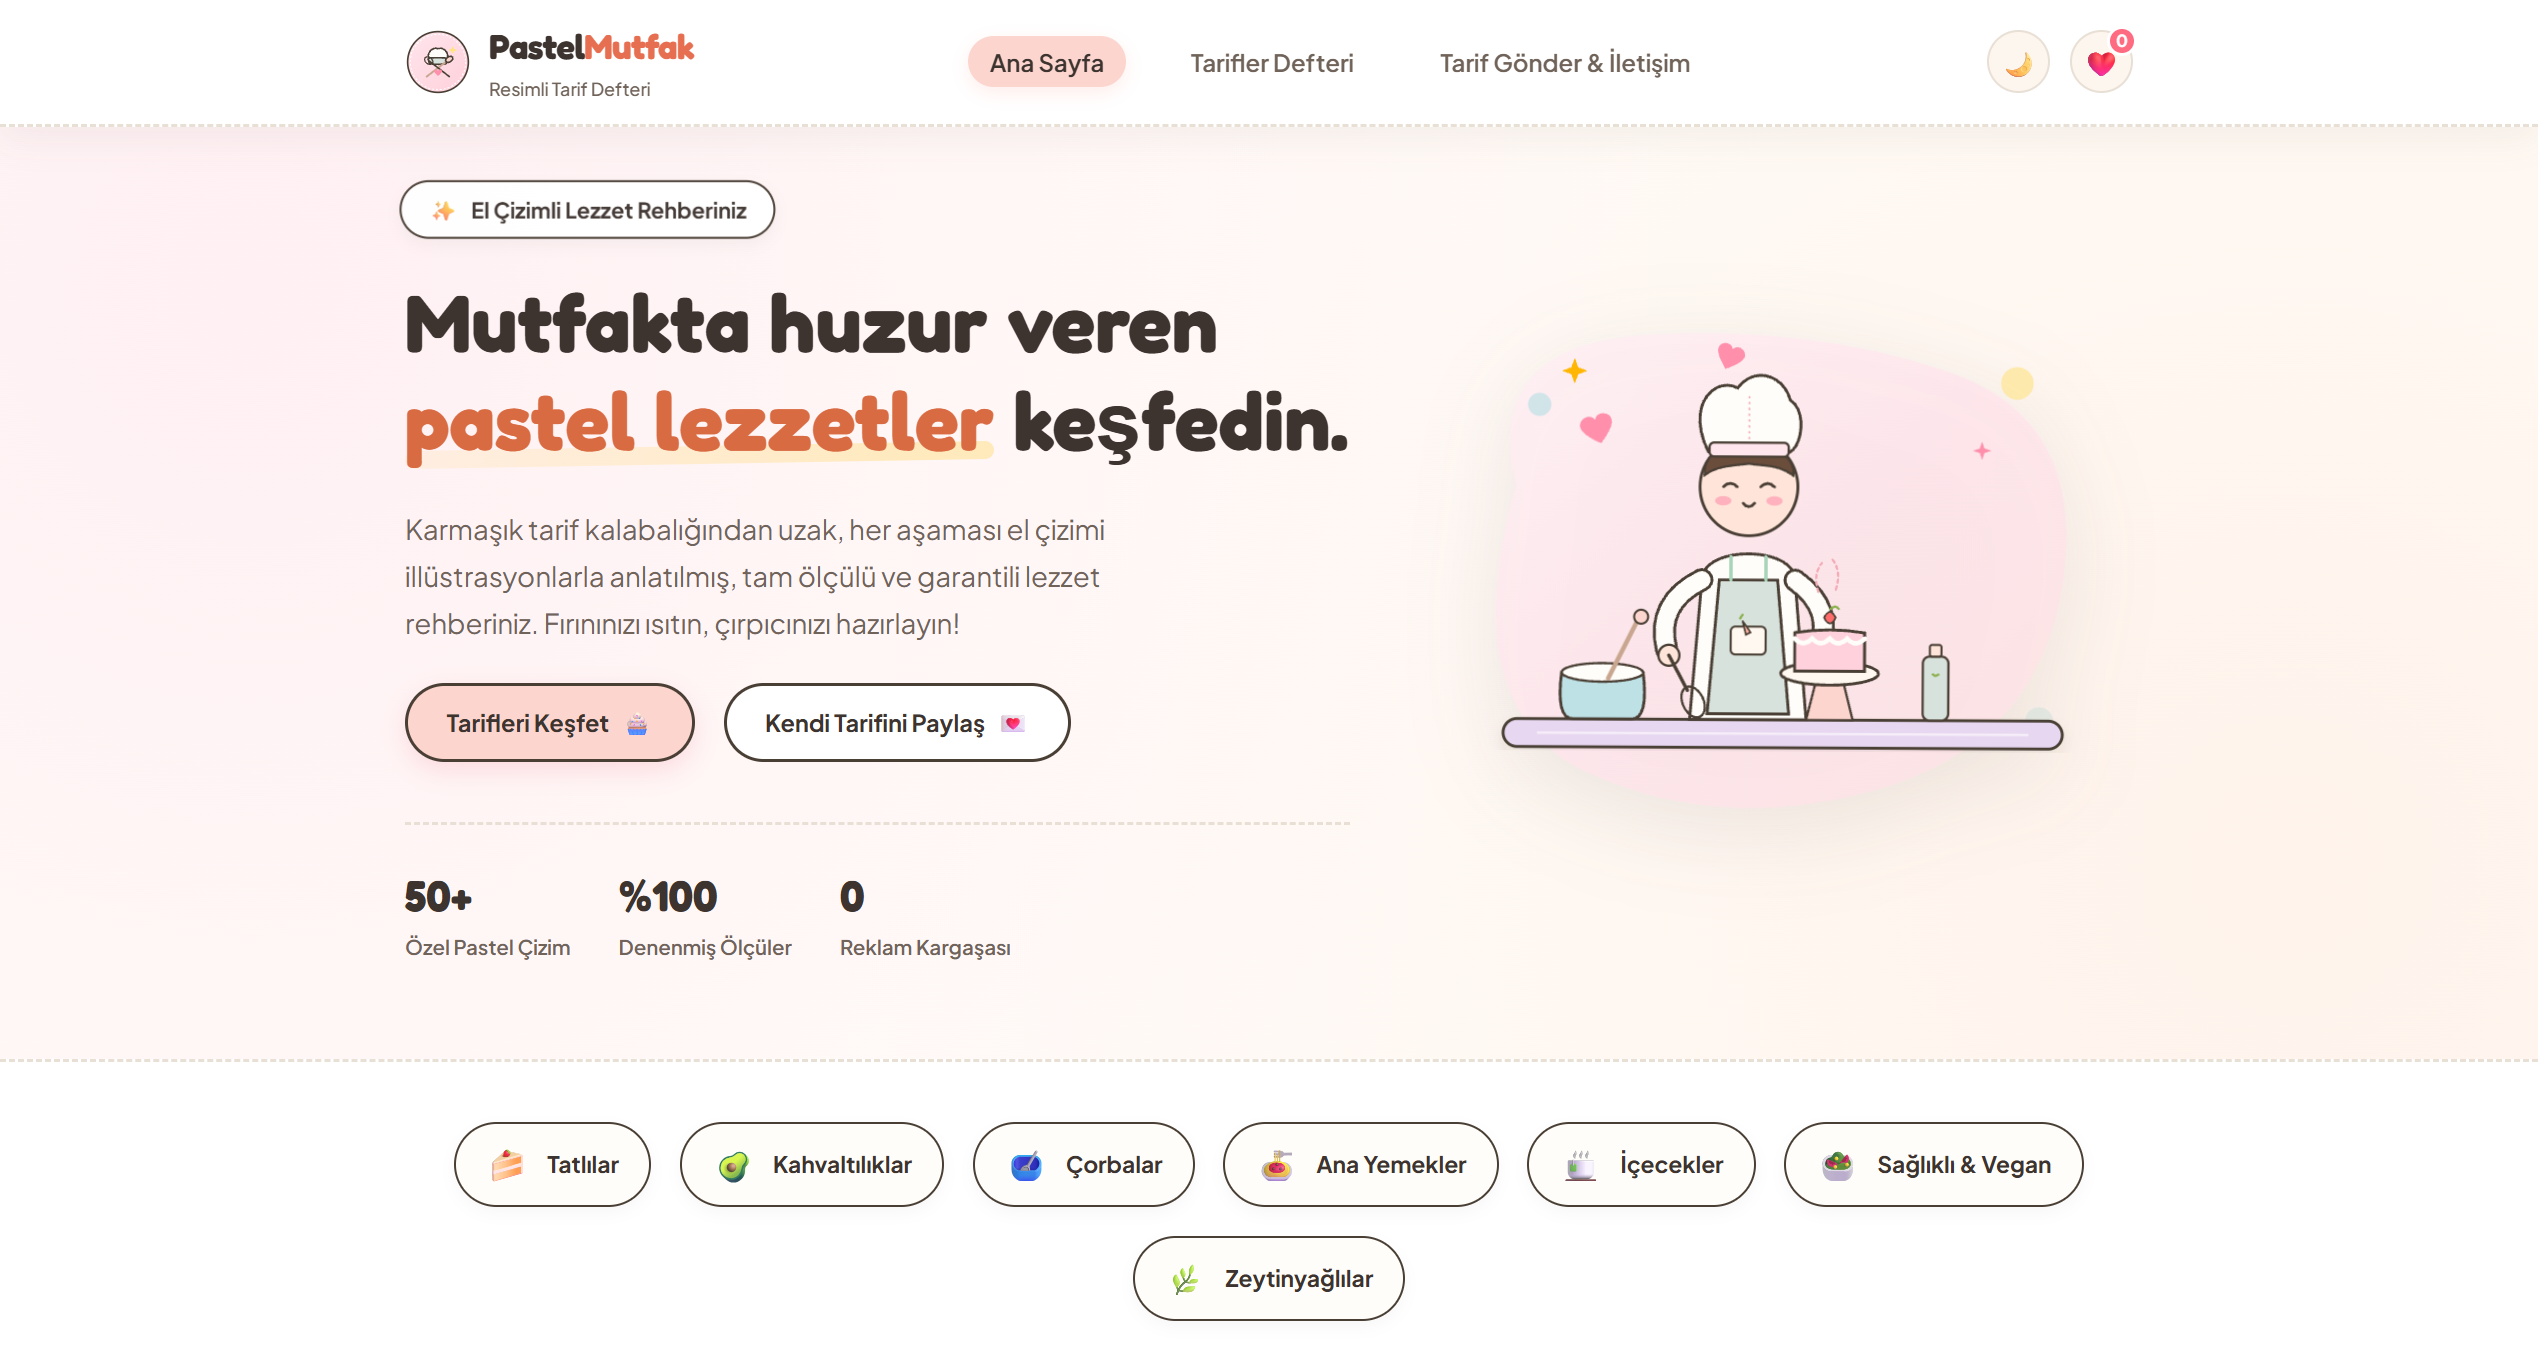 PastelMutfak
Resimli Tarif Defteri
Ana Sayfa
Tarifler Defteri
Tarif Gönder & İletişim
0
✨ El Çizimli Lezzet Rehberiniz
Mutfakta huzur veren
pastel lezzetler keşfedin.
Karmaşık tarif kalabalığından uzak, her aşaması el çizimi
illüstrasyonlarla anlatılmış, tam ölçülü ve garantili lezzet
rehberiniz. Fırınınızı ısıtın, çırpıcınızı hazırlayın!
Tarifleri Keşfet 🧁
Kendi Tarifini Paylaş 💌
50+
Özel Pastel Çizim
%100
Denenmiş Ölçüler
0
Reklam Kargaşası
Tatlılar
Kahvaltılıklar
Çorbalar
Ana Yemekler
İçecekler
Sağlıklı & Vegan
Zeytinyağlılar